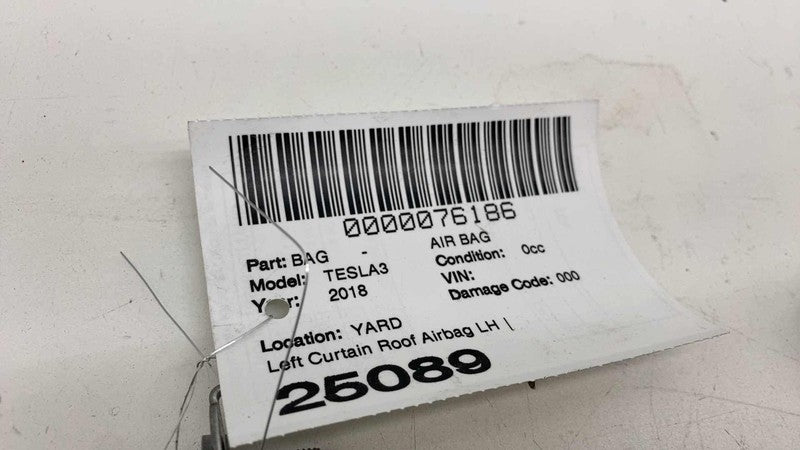 0000076186
Part: BAG - AIR BAG
Model: TESLA3 Condition: 0cc
Year: 2018 VIN:
Damage Code: 000
Location: YARD
Left Curtain Roof Airbag LH |
25089